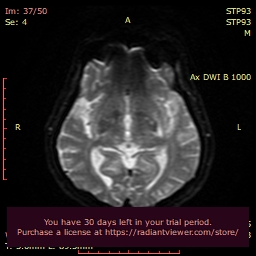 Im: 37/50
STP93
Se: 4
A
STP93
M
Ax DWI B 1000
R
L
You have 30 days left in your trial period.
Purchase a license at https://radiantviewer.com/store/